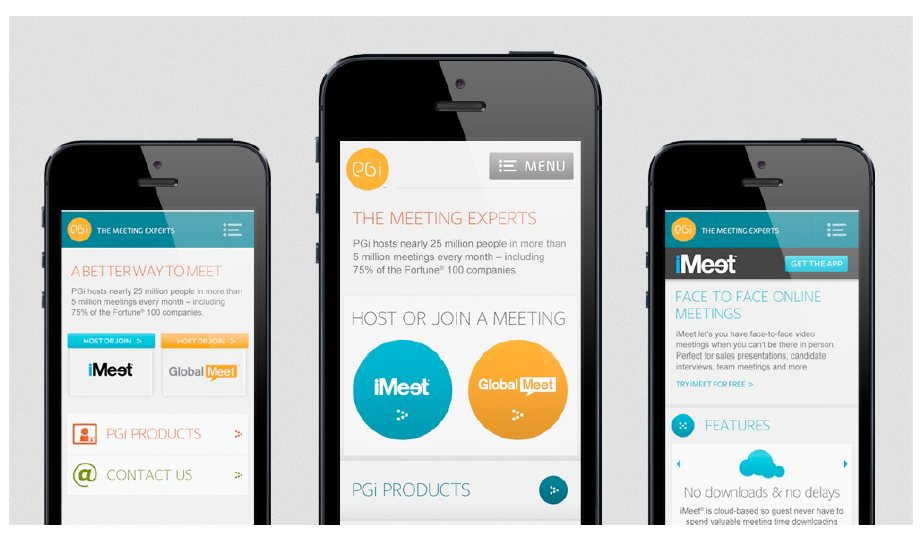 PGi THE MEETING EXPERTS
A BETTER WAY TO MEET
PGi hosts nearly 25 million people in more than
5 million meetings every month – including
75% of the Fortune® 100 companies.
HOST OR JOIN >
HOST OR JOIN >
iMeet
GlobalMeet
PGi PRODUCTS
@ CONTACT US
PGi
MENU
THE MEETING EXPERTS
PGi hosts nearly 25 million people in more than
5 million meetings every month – including
75% of the Fortune® 100 companies
HOST OR JOIN A MEETING
iMeet
GlobalMeet
PGi PRODUCTS
PGi THE MEETING EXPERTS
iMeet
GET THE APP
FACE TO FACE ONLINE
MEETINGS
iMeet let's you have face-to-face video
meetings when you can't be there in person.
Perfect for sales presentations, candidate
interviews, team meetings and more.
TRY iMEET FOR FREE >
FEATURES
No downloads & no delays
iMeet® is cloud-based so guest never have to
spend valuable meeting time downloading